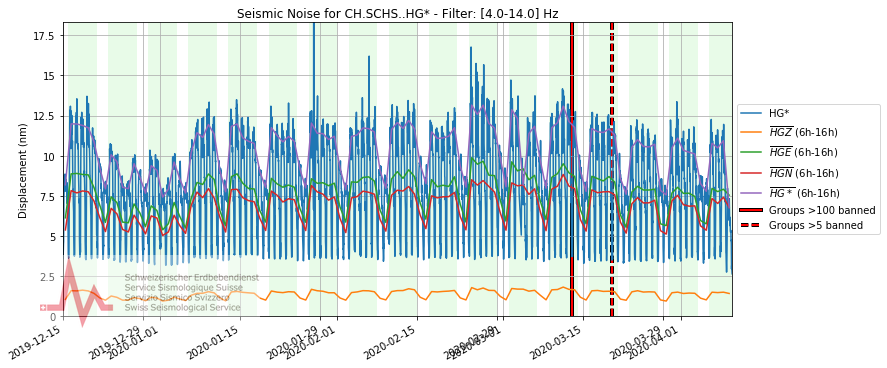 Seismic Noise for CH.SCHS..HG* - Filter: [4.0-14.0] Hz
Displacement (nm)
17.5
15
12.5
10
7.5
5
2.5
0
Schweizerischer Erdbebendienst
Service Sismologique Suisse
Servizio Sismico Svizzero
Swiss Seismological Service
2019-12-15
2019-12-29
2020-01-01
2020-01-15
2020-01-29
2020-02-01
2020-02-15
2020-03-01
2020-03-15
2020-03-29
2020-04-01
HG*
HGZ (6h-16h)
HGE (6h-16h)
HGN (6h-16h)
HG* (6h-16h)
Groups >100 banned
Groups >5 banned